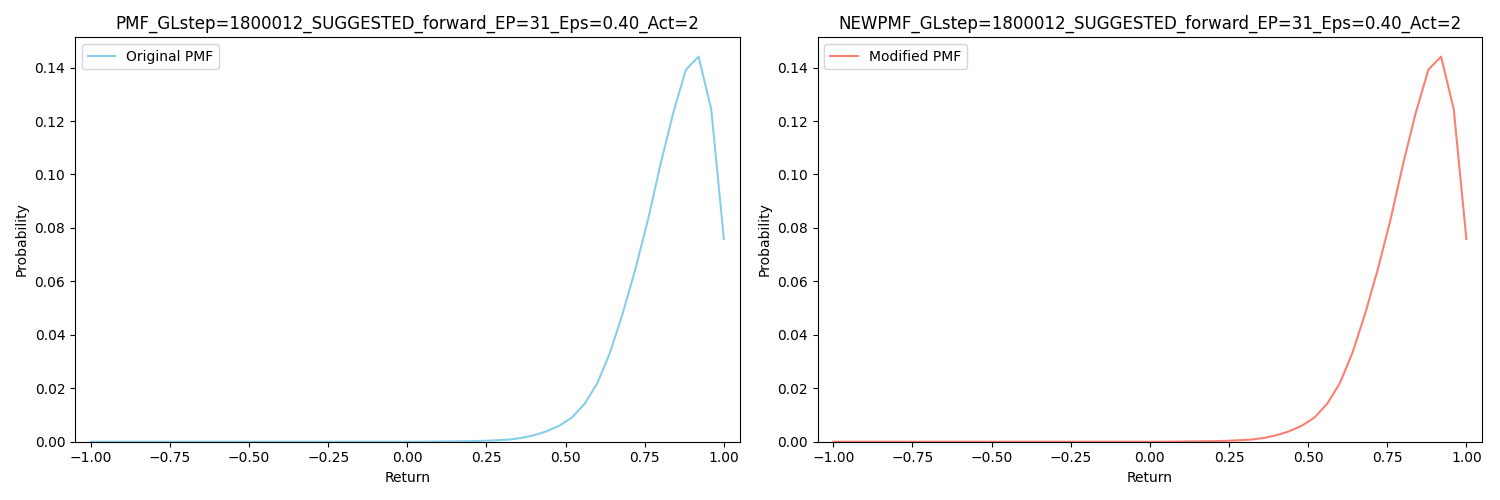 PMF_GLstep=1800012_SUGGESTED_forward_EP=31_Eps=0.40_Act=2
Original PMF
0.14
0.12
0.10
0.08
0.06
0.04
0.02
0.00
Probability
−1.00 −0.75 −0.50 −0.25 0.00 0.25 0.50 0.75 1.00
Return
NEWPMF_GLstep=1800012_SUGGESTED_forward_EP=31_Eps=0.40_Act=2
Modified PMF
0.14
0.12
0.10
0.08
0.06
0.04
0.02
0.00
Probability
−1.00 −0.75 −0.50 −0.25 0.00 0.25 0.50 0.75 1.00
Return